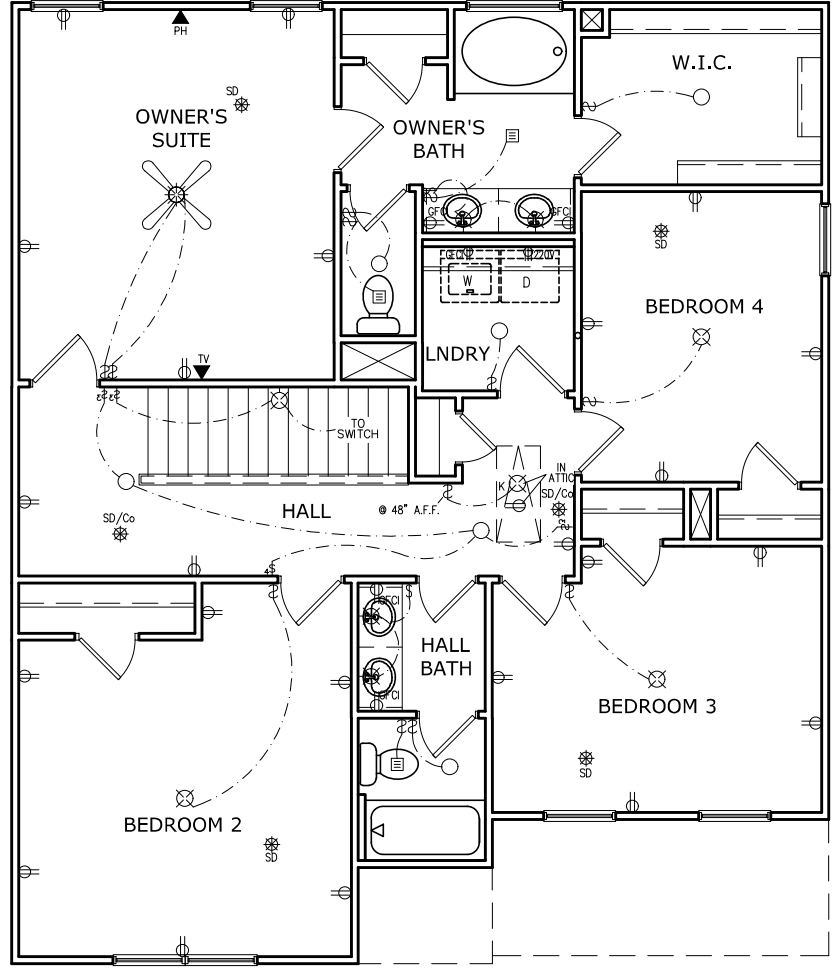 PH
SD
OWNER'S
SUITE
OWNER'S
BATH
W.I.C.
GFCI
GFCI
SD
GFCI
220V
W
D
BEDROOM 4
LNDRY
TV
TO
SWITCH
HALL
@ 48" A.F.F.
K
IN
ATTIC
SD/Co
SD/Co
GFCI
HALL
BATH
GFCI
BEDROOM 3
SD
BEDROOM 2
SD